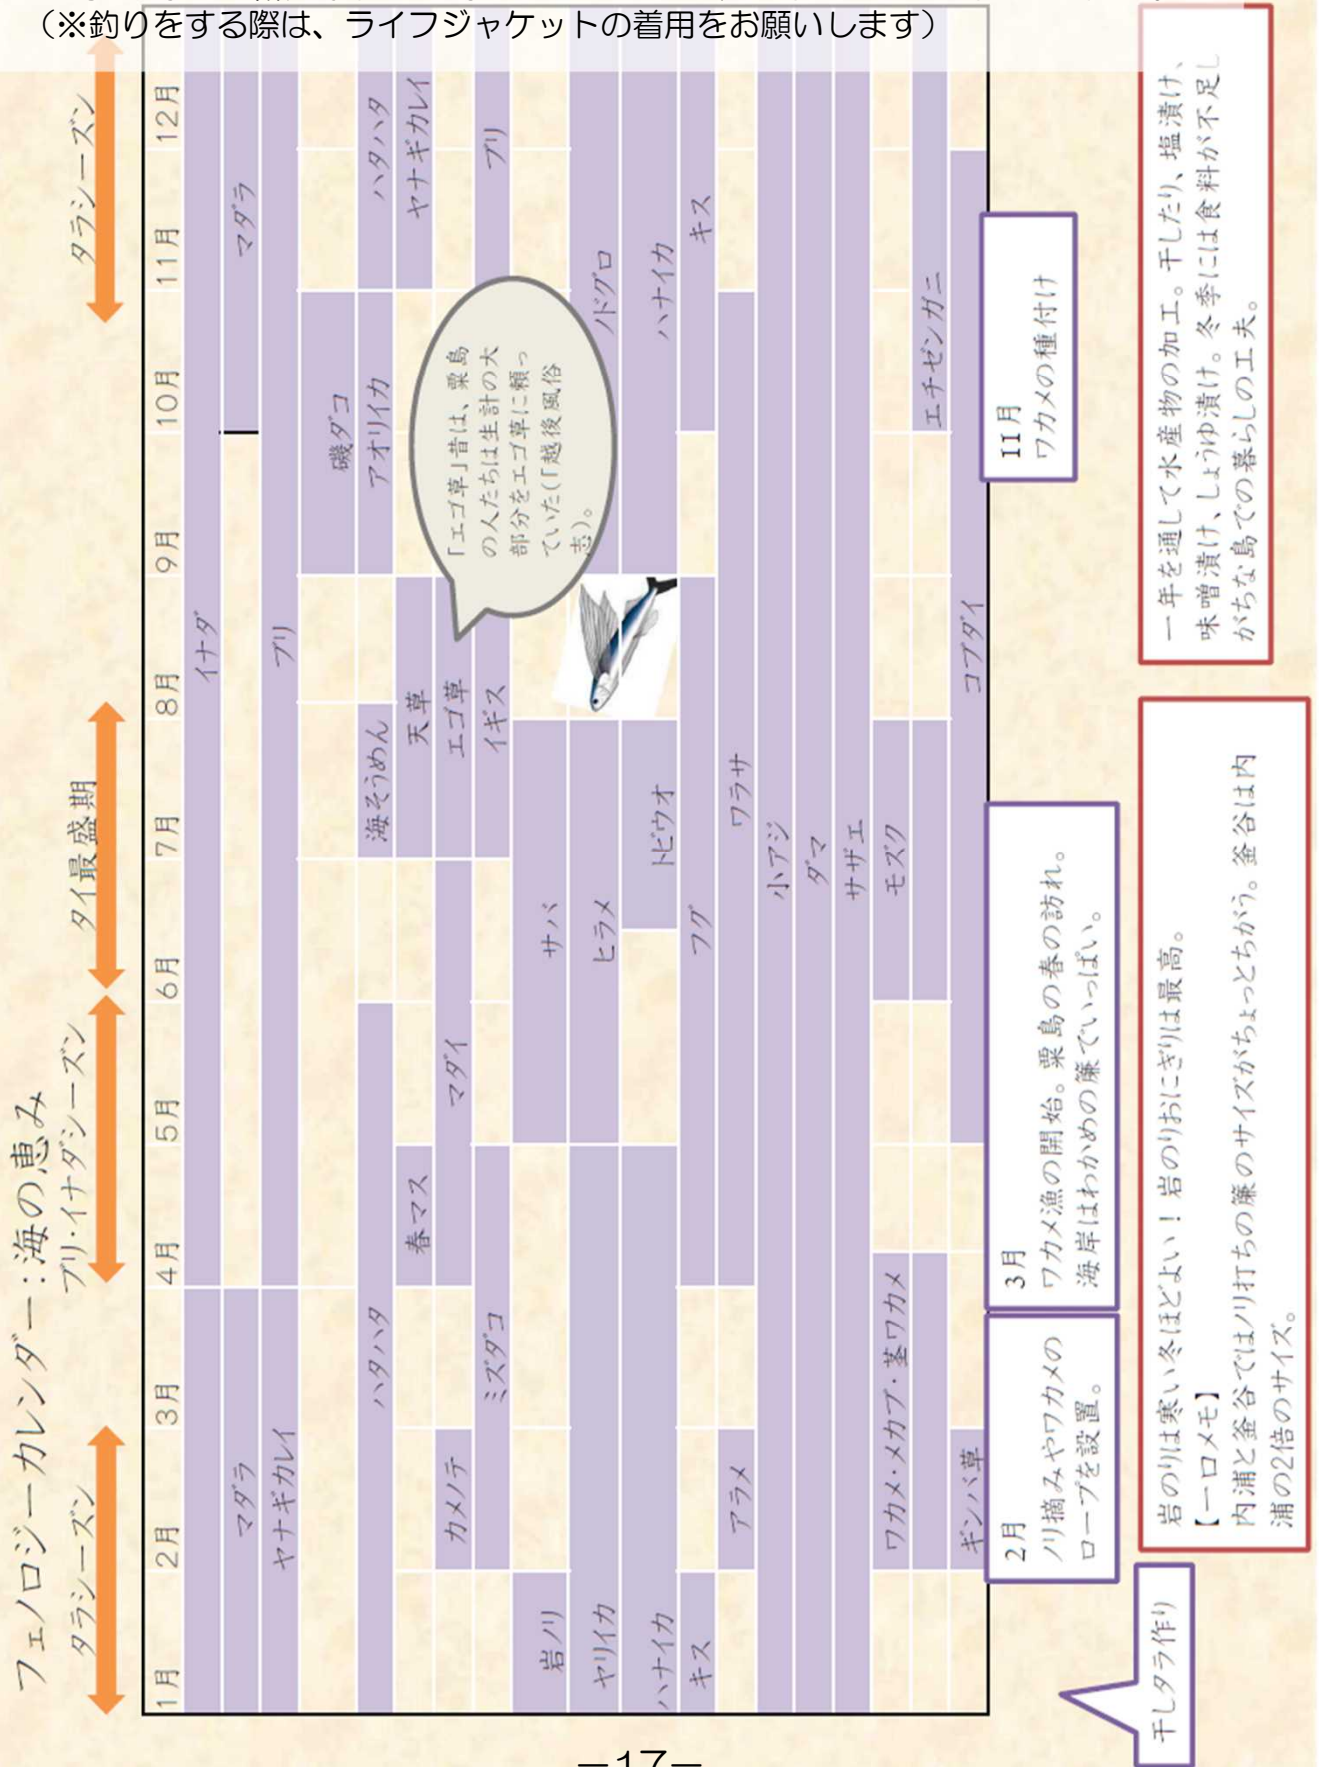 (※釣りをする際は、ライフジャケットの着用をお願いします)
フェノロジーカレンダー:海の恵み
タラシーズン
ブリ・イナダシーズン
タイ最盛期
タラシーズン
1月 2月 3月 4月 5月 6月 7月 8月 9月 10月 11月 12月
イナダ
マダラ
マダラ
ヤナギカレイ
ブリ
磯ダコ
ハタハタ
海そうめん
アオリイカ
ハタハタ
春マス
天草
ヤナギカレイ
カメノテ
マダイ
エゴ草
ミズダコ
イギス
ブリ
岩ノリ
サバ
ヤリイカ
ヒラメ
ノドグロ
ハナイカ
トビウオ
ハナイカ
キス
フグ
キス
アラメ
ワラサ
小アジ
ダマ
サザエ
ワカメ・メカブ・茎ワカメ
モズク
エチゼンガニ
ギンバ草
コブダイ
「エゴ草」昔は、粟島
の人たちは生計の大
部分をエゴ草に頼っ
ていた(「越後風俗
志)。
干しタラ作り
2月
ノリ摘みやワカメの
ロープを設置。
3月
ワカメ漁の開始。粟島の春の訪れ。
海岸はわかめの簾でいっぱい。
11月
ワカメの種付け
岩のりは寒い冬ほどよい!岩のりおにぎりは最高。
【一口メモ】
内浦と釜谷ではノリ打ちの簾のサイズがちょっとちがう。釜谷は内
浦の2倍のサイズ。
一年を通して水産物の加工。干したり、塩漬け、
味噌漬け、しょうゆ漬け。冬季には食料が不足し
がちな島での暮らしの工夫。
-17-